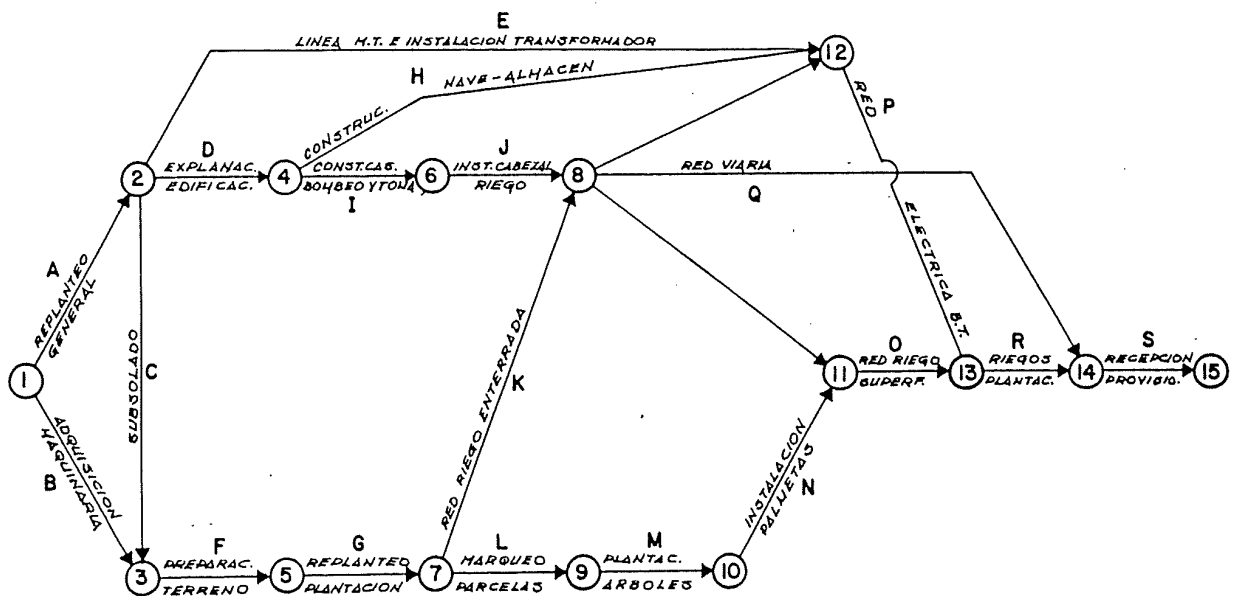 E
LINEA M.T. E INSTALACION TRANSFORMADOR
12
H
NAVE-ALMACEN
CONSTRUC.
RED
P
2
D
EXPLANAC.
EDIFICAC.
4
CONST.CAS.
BOMBEO Y TOMA
I
6
J
INST.CABEZAL
RIEGO
8
RED VIARIA
Q
ELECTRICA B.T.
A
REPLANTEO
GENERAL
1
C
SUBSOLADO
B
ADQUISICION
MAQUINARIA
K
RED RIEGO ENTERRADA
11
O
RED RIEGO
SUPERF.
13
R
RIEGOS
PLANTAC.
14
S
RECEPCION
PROVISIO.
15
INSTALACION
PALMETAS
N
3
F
PREPARAC.
TERRENO
5
G
REPLANTEO
PLANTACION
7
L
MARQUEO
PARCELAS
9
M
PLANTAC.
ARBOLES
10